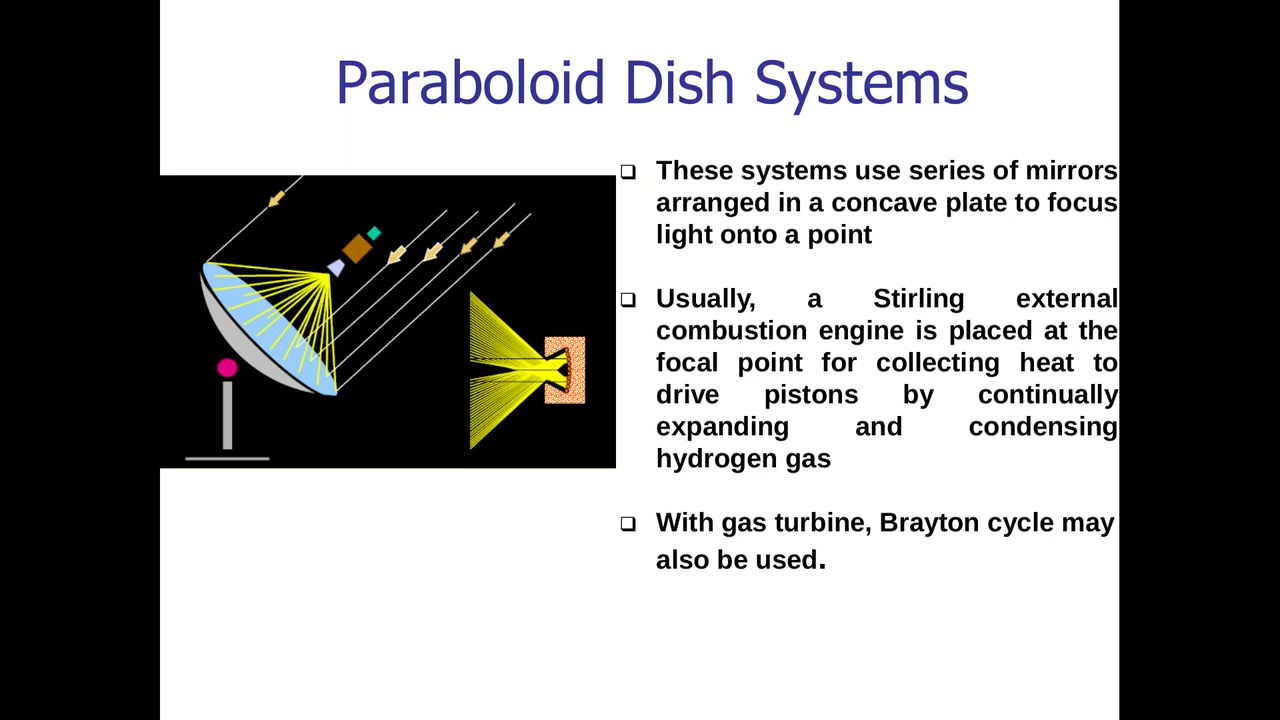 Paraboloid Dish Systems
❑ These systems use series of mirrors
arranged in a concave plate to focus
light onto a point
❑ Usually, a Stirling external
combustion engine is placed at the
focal point for collecting heat to
drive pistons by continually
expanding and condensing
hydrogen gas
❑ With gas turbine, Brayton cycle may
also be used.